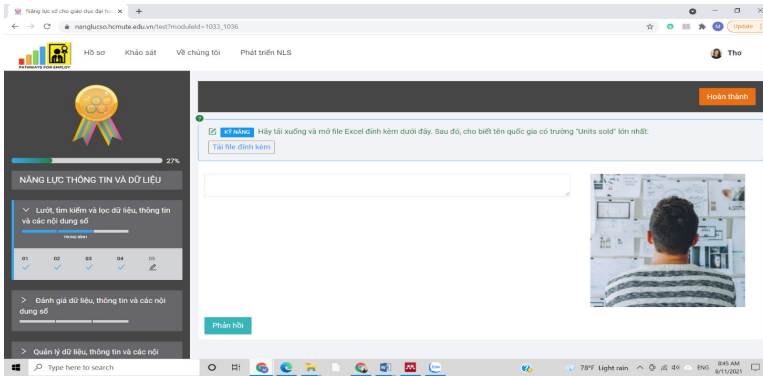 Năng lực số cho giáo dục đại họ
nanglucso.hcmute.edu.vn/test?moduleId=1033_1036
M
Update
PATHWAYS FOR EMPLOY
Hồ sơ
Khảo sát
Về chúng tôi
Phát triển NLS
Tho
Hoàn thành
KỸ NĂNG Hãy tải xuống và mở file Excel đính kèm dưới đây. Sau đó, cho biết tên quốc gia có trường "Units sold" lớn nhất:
Tải file đính kèm
27%
NĂNG LỰC THÔNG TIN VÀ DỮ LIỆU
Lướt, tìm kiếm và lọc dữ liệu, thông tin
và các nội dung số
TRUNG BÌNH
01 02 03 04 05
Đánh giá dữ liệu, thông tin và các nội
dung số
Quản lý dữ liệu, thông tin và các nội
Phản hồi
Type here to search
78°F Light rain
ENG
8:45 AM
8/11/2021